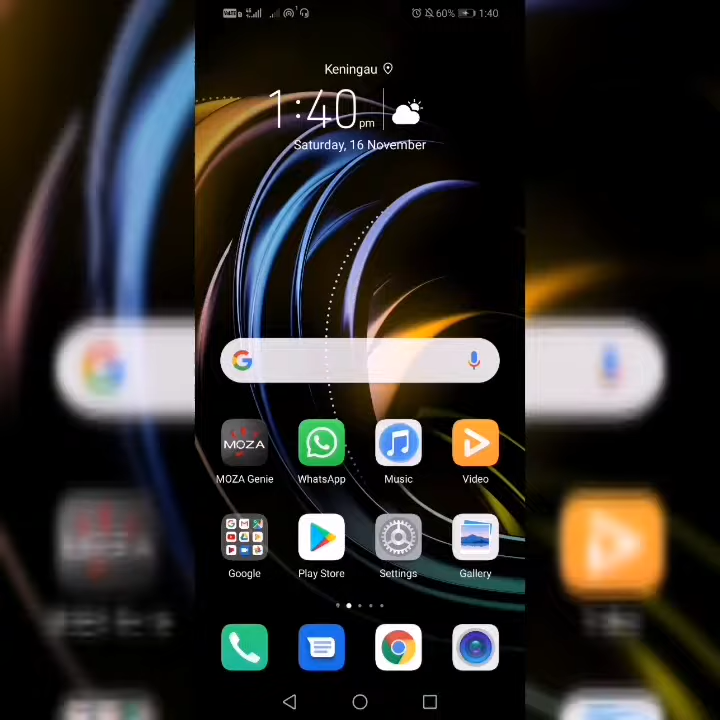 60% 1:40
Keningau
1:40 pm
Saturday, 16 November
MOZA
MOZA Genie WhatsApp Music Video
Google Play Store Settings Gallery